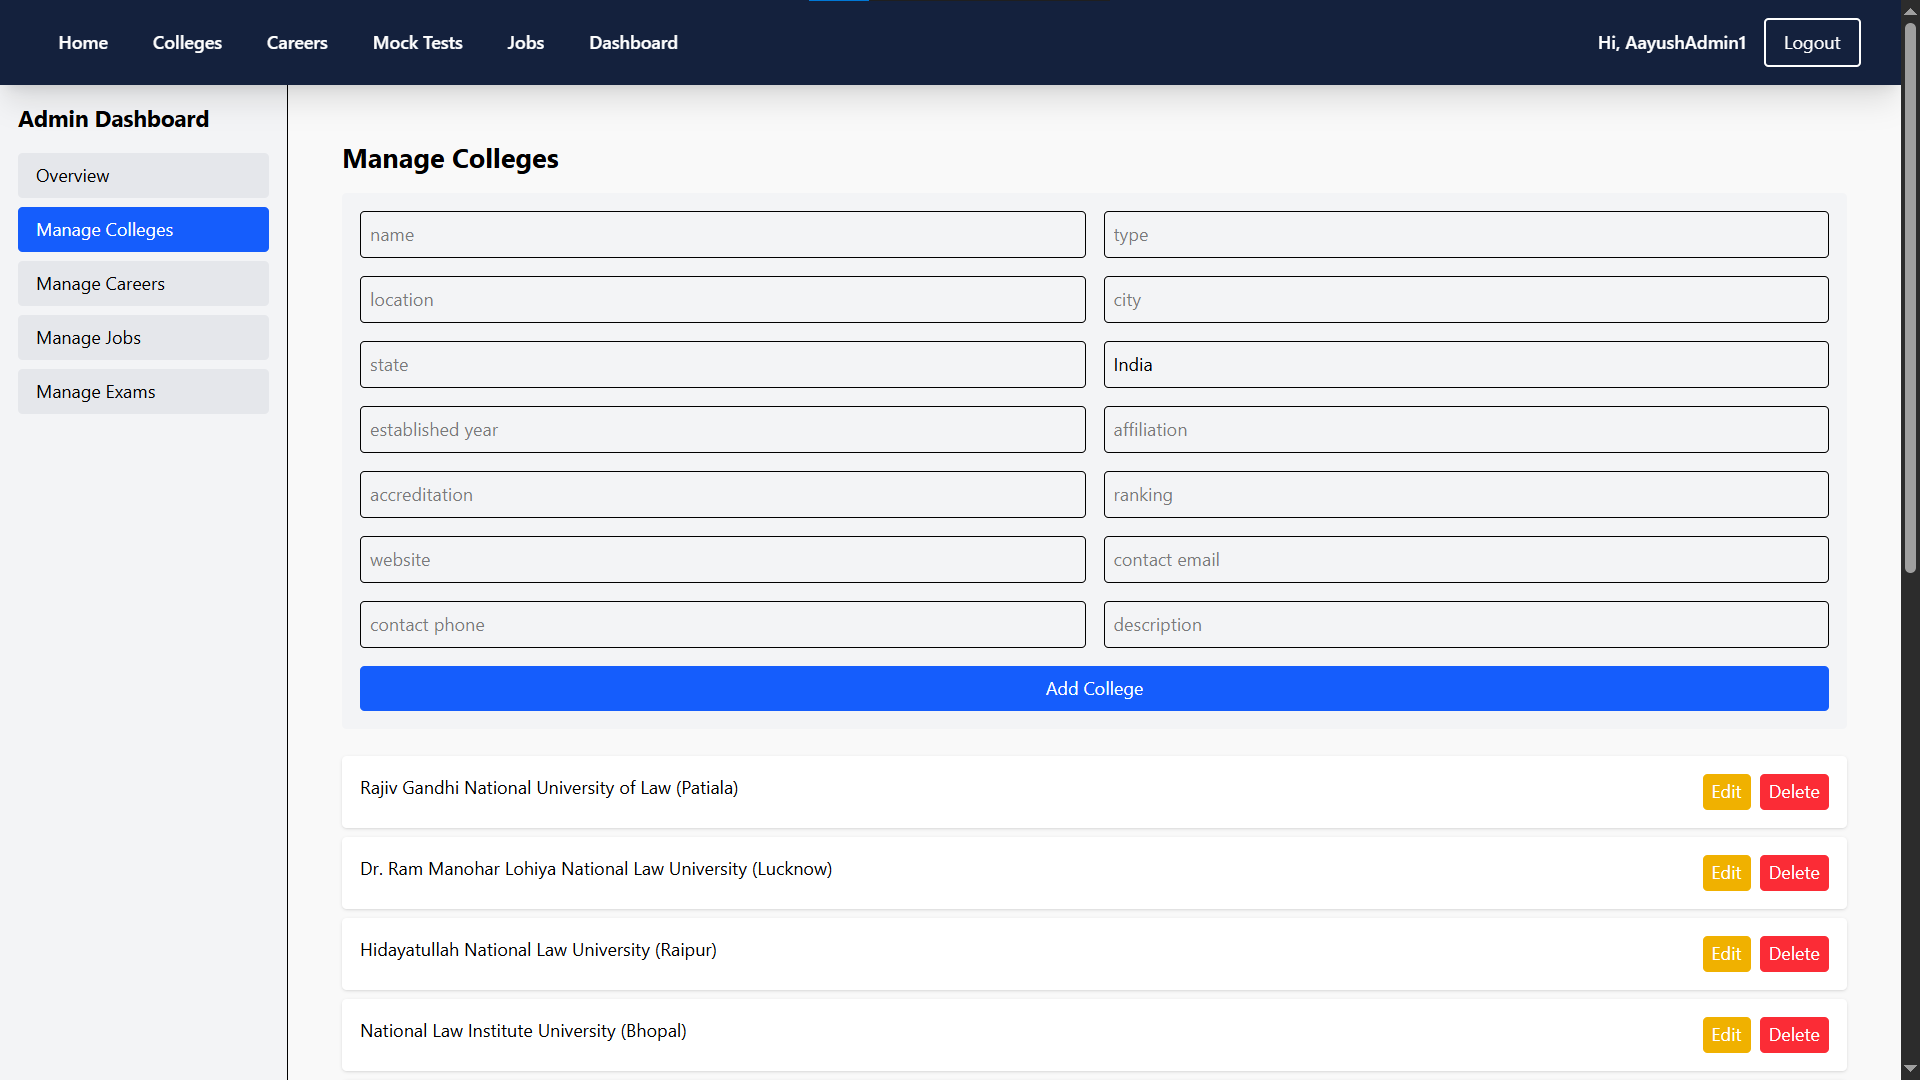 Home Colleges Careers Mock Tests Jobs Dashboard Hi, AayushAdmin1 Logout
Admin Dashboard
Overview
Manage Colleges
Manage Careers
Manage Jobs
Manage Exams
Manage Colleges
name type
location city
state India
established year affiliation
accreditation ranking
website contact email
contact phone description
Add College
Rajiv Gandhi National University of Law (Patiala) Edit Delete
Dr. Ram Manohar Lohiya National Law University (Lucknow) Edit Delete
Hidayatullah National Law University (Raipur) Edit Delete
National Law Institute University (Bhopal) Edit Delete